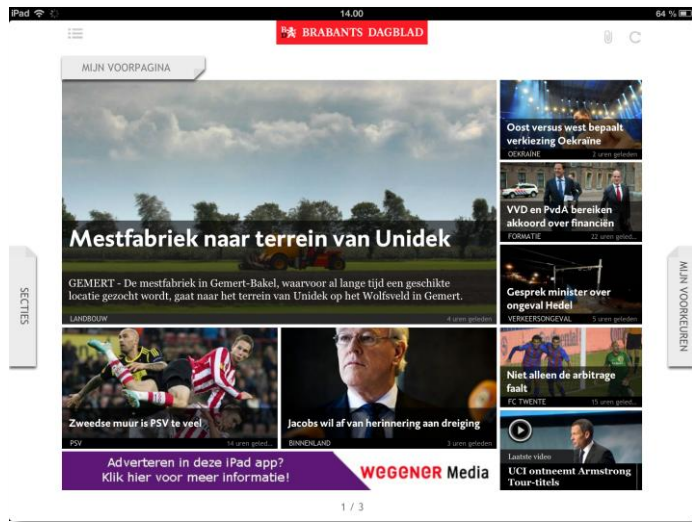 iPad
14.00
64 %
BRABANTS DAGBLAD
MIJN VOORPAGINA
SECTIES
MIJN VOORKEUREN
Mestfabriek naar terrein van Unidek
GEMERT - De mestfabriek in Gemert-Bakel, waarvoor al lange tijd een geschikte
locatie gezocht wordt, gaat naar het terrein van Unidek op het Wolfsveld in Gemert.
LANDBOUW
4 uren geleden
Oost versus west bepaalt
verkiezing Oekraïne
OEKRAÏNE
2 uren geleden
VVD en PvdA bereiken
akkoord over financiën
FORMATIE
22 uren geled...
Gesprek minister over
ongeval Hedel
VERKEERSONGEVAL
5 uren geleden
Niet alleen de arbitrage
faalt
FC TWENTE
15 uren geled...
Zweedse muur is PSV te veel
PSV
14 uren geled...
Jacobs wil af van herinnering aan dreiging
BINNENLAND
3 uren geleden
Laatste video
UCI ontneemt Armstrong
Tour-titels
Adverteren in deze iPad app?
Klik hier voor meer informatie!
WEGENER Media
1 / 3